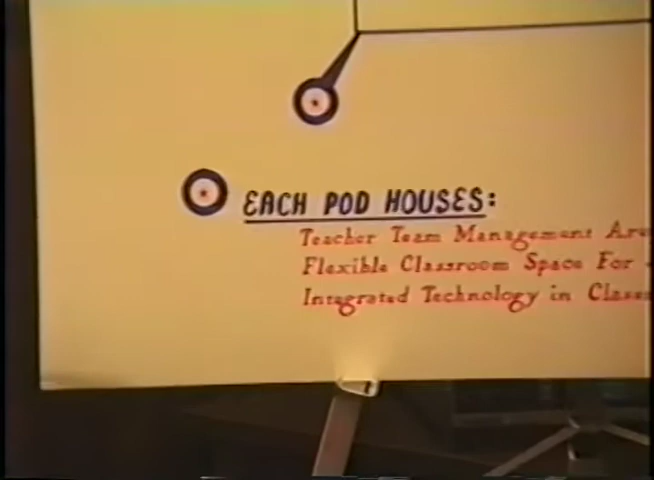 EACH POD HOUSES:
Teacher Team Management
Flexible Classroom Space For
Integrated Technology in